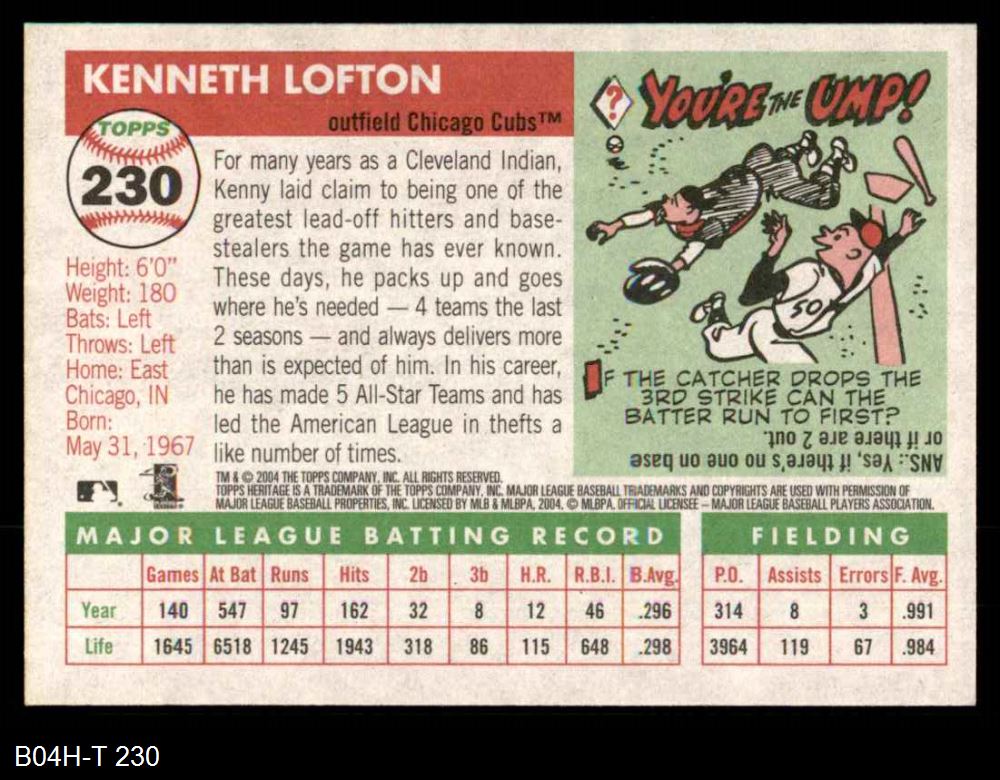 KENNETH LOFTON
outfield Chicago Cubs™
TOPPS
230
Height: 6'0"
Weight: 180
Bats: Left
Throws: Left
Home: East
Chicago, IN
Born:
May 31, 1967
For many years as a Cleveland Indian,
Kenny laid claim to being one of the
greatest lead-off hitters and base-
stealers the game has ever known.
These days, he packs up and goes
where he's needed — 4 teams the last
2 seasons — and always delivers more
than is expected of him. In his career,
he has made 5 All-Star Teams and has
led the American League in thefts a
like number of times.
?
YOU'RE THE UMP!
50
IF THE CATCHER DROPS THE
3RD STRIKE CAN THE
BATTER RUN TO FIRST?
ANS.: Yes, if there's no one on base
or if there are 2 out.
TM & © 2004 THE TOPPS COMPANY, INC. ALL RIGHTS RESERVED.
TOPPS HERITAGE IS A TRADEMARK OF THE TOPPS COMPANY, INC. MAJOR LEAGUE BASEBALL TRADEMARKS AND COPYRIGHTS ARE USED WITH PERMISSION OF
MAJOR LEAGUE BASEBALL PROPERTIES, INC. LICENSED BY MLB & MLBPA, 2004. © MLBPA. OFFICIAL LICENSEE – MAJOR LEAGUE BASEBALL PLAYERS ASSOCIATION.
MAJOR LEAGUE BATTING RECORD FIELDING
Games At Bat Runs Hits 2b 3b H.R. R.B.I. B.Avg. P.O. Assists Errors F. Avg.
Year 140 547 97 162 32 8 12 46 .296 314 8 3 .991
Life 1645 6518 1245 1943 318 86 115 648 .298 3964 119 67 .984
B04H-T 230